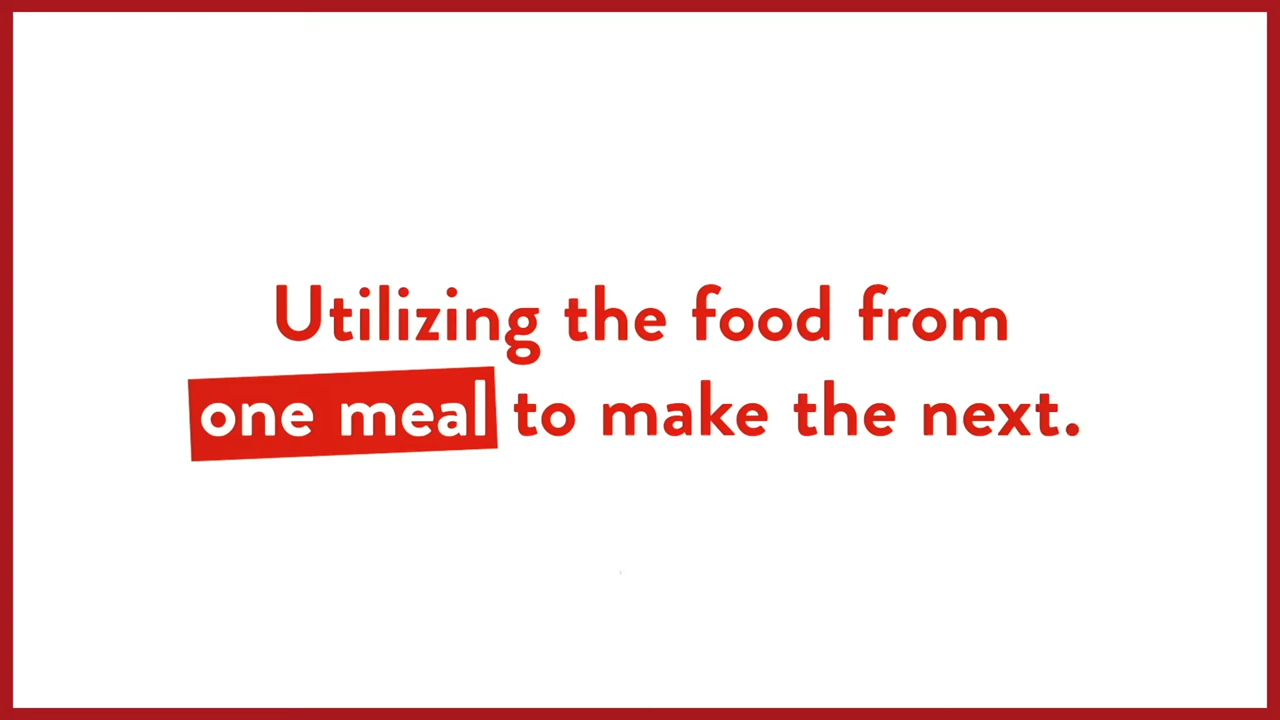 Utilizing the food from
one meal to make the next.